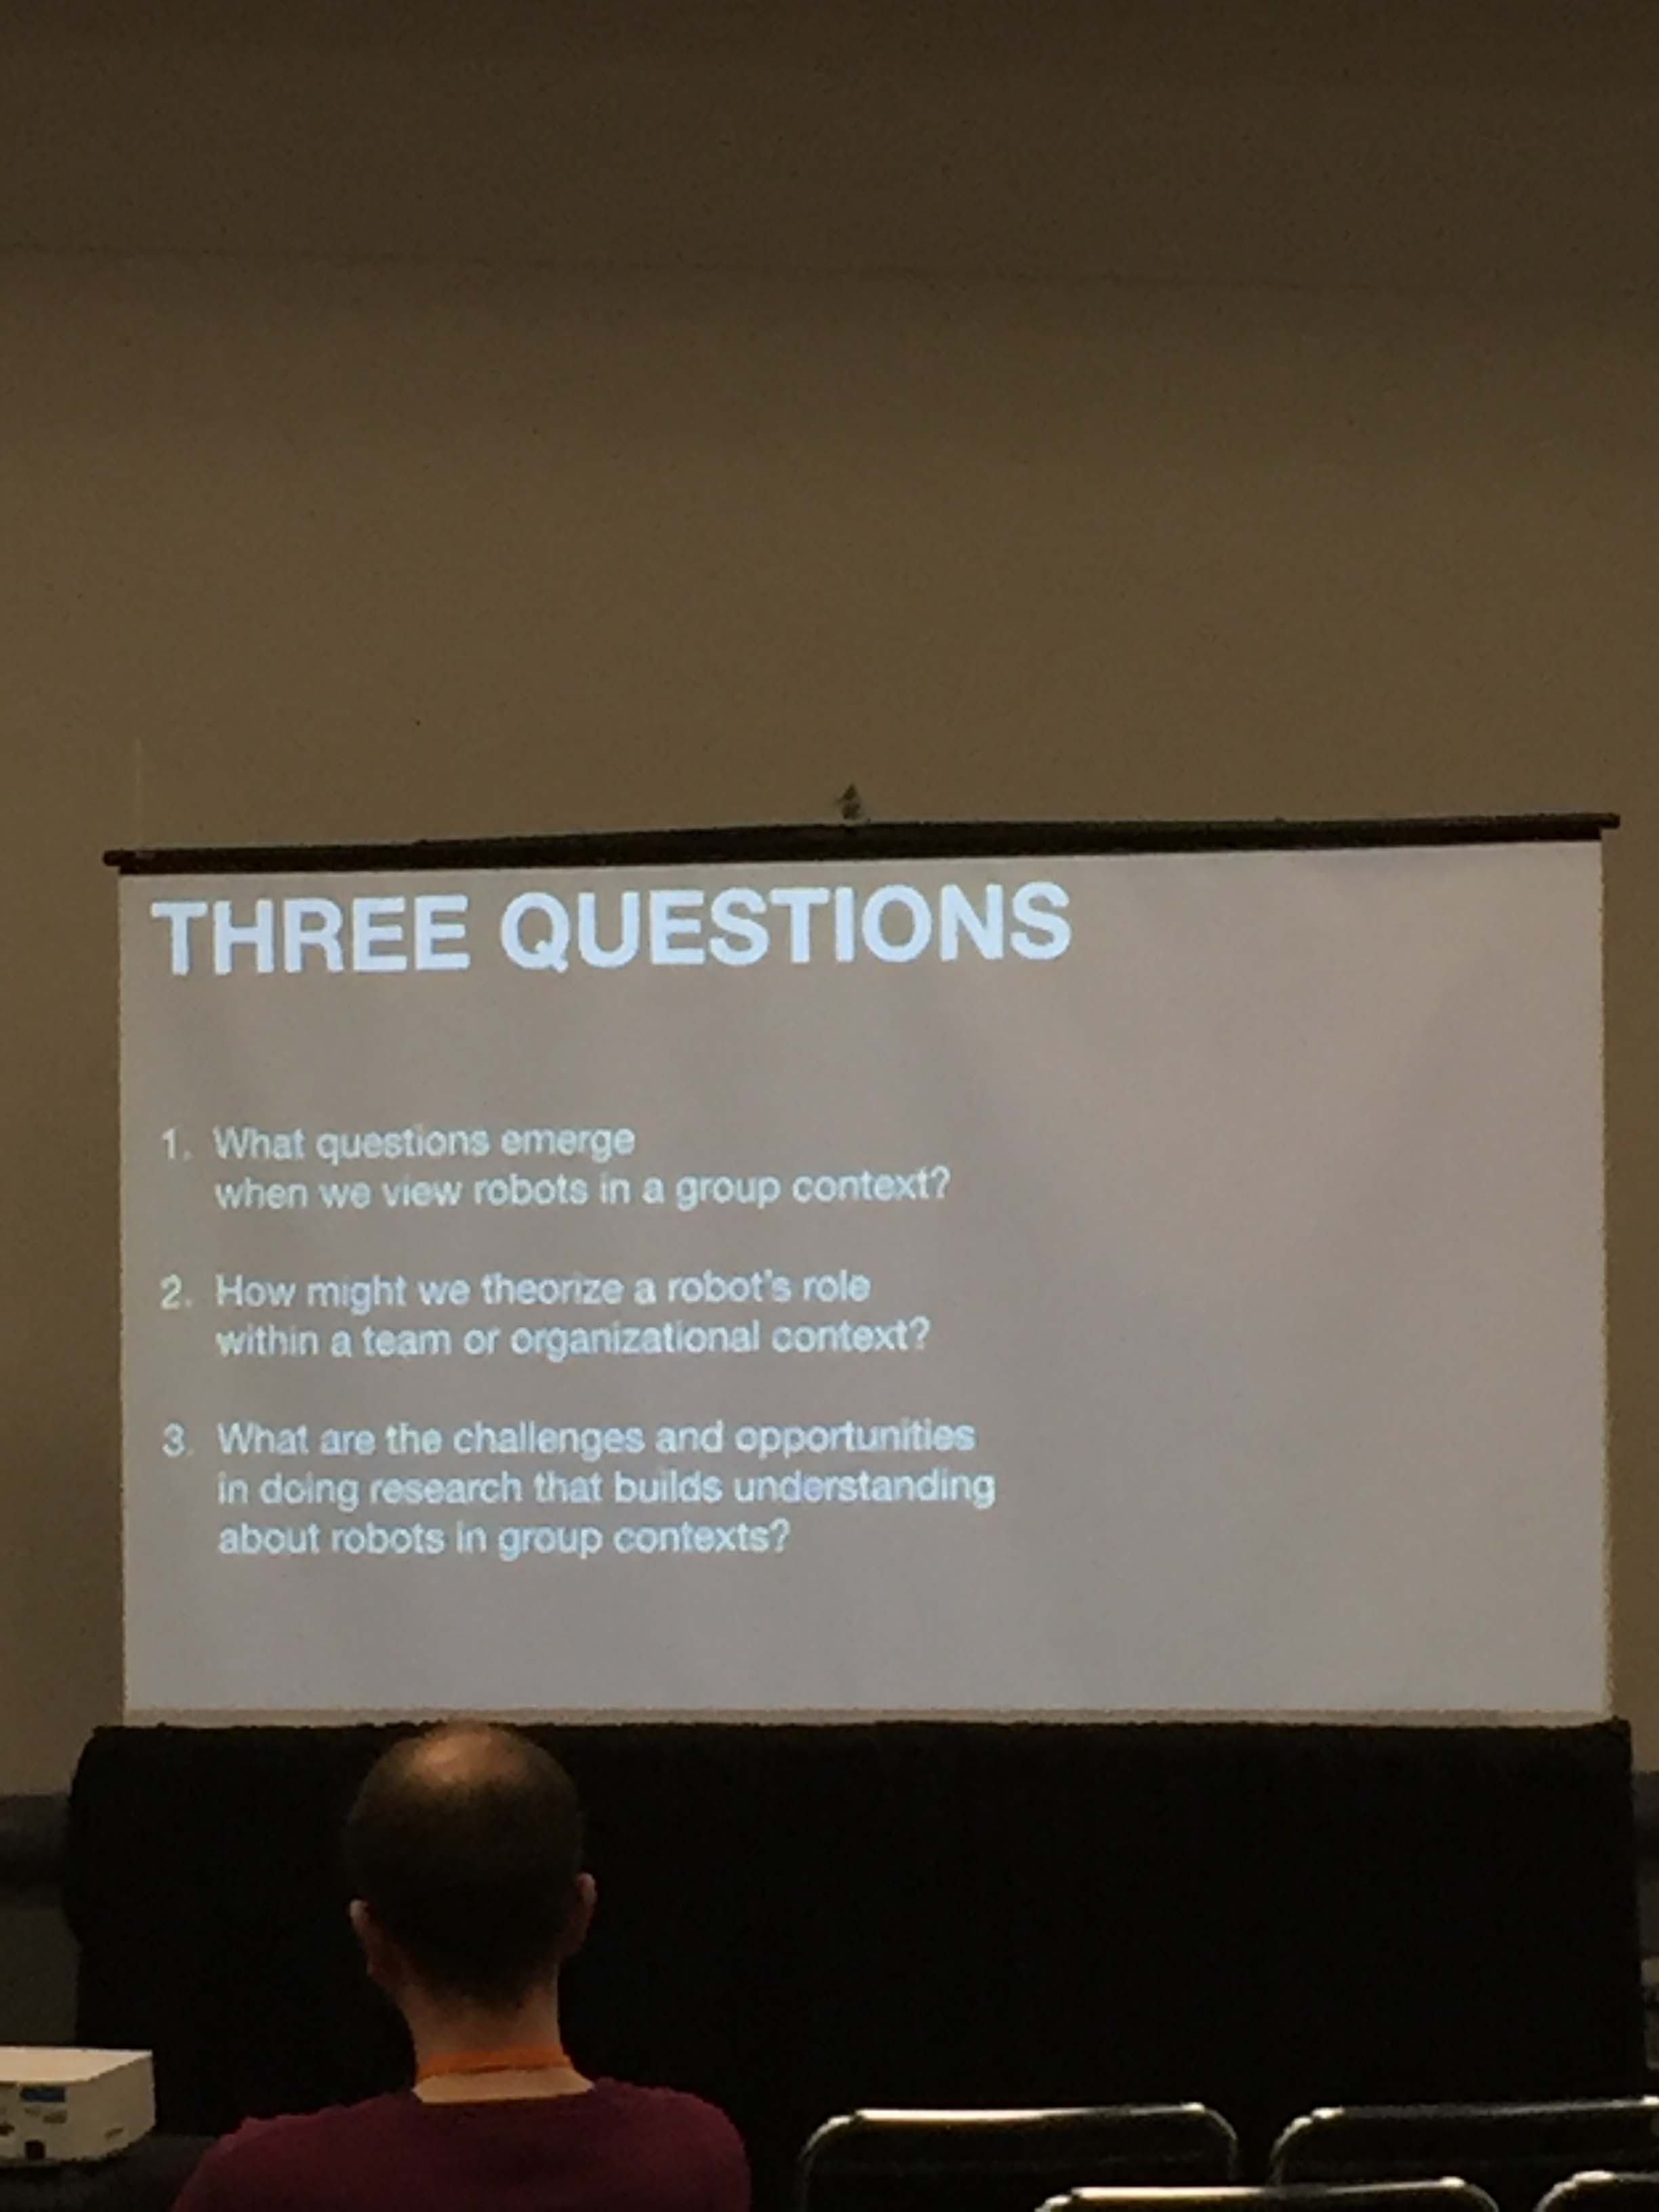 THREE QUESTIONS
1. What questions emerge
when we view robots in a group context?
2. How might we theorize a robot's role
within a team or organizational context?
3. What are the challenges and opportunities
in doing research that builds understanding
about robots in group contexts?